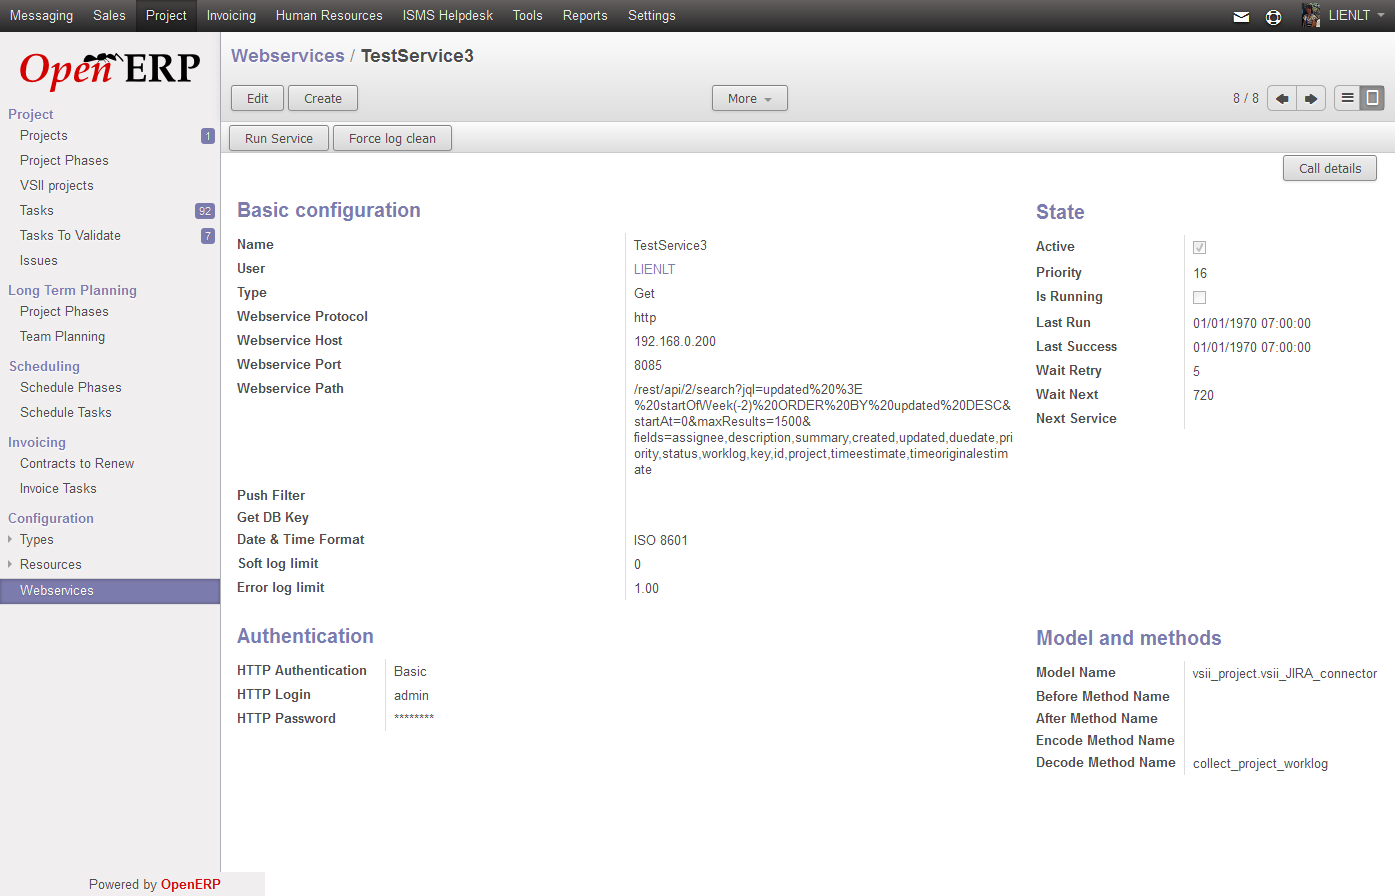 Messaging Sales Project Invoicing Human Resources ISMS Helpdesk Tools Reports Settings LIENLT
Open ERP
Project
Projects 1
Project Phases
VSII projects
Tasks 92
Tasks To Validate 7
Issues
Long Term Planning
Project Phases
Team Planning
Scheduling
Schedule Phases
Schedule Tasks
Invoicing
Contracts to Renew
Invoice Tasks
Configuration
Types
Resources
Webservices
Powered by OpenERP
Webservices / TestService3
Edit Create More 8 / 8
Run Service Force log clean
Call details
Basic configuration
Name TestService3
User LIENLT
Type Get
Webservice Protocol http
Webservice Host 192.168.0.200
Webservice Port 8085
Webservice Path /rest/api/2/search?jql=updated%20%3E
%20startOfWeek(-2)%20ORDER%20BY%20updated%20DESC&
startAt=0&maxResults=1500&
fields=assignee,description,summary,created,updated,duedate,pri
ority,status,worklog,key,id,project,timeestimate,timeoriginalestim
ate
Push Filter
Get DB Key
Date & Time Format ISO 8601
Soft log limit 0
Error log limit 1.00
State
Active
Priority 16
Is Running
Last Run 01/01/1970 07:00:00
Last Success 01/01/1970 07:00:00
Wait Retry 5
Wait Next 720
Next Service
Authentication
HTTP Authentication Basic
HTTP Login admin
HTTP Password ********
Model and methods
Model Name vsii_project.vsii_JIRA_connector
Before Method Name
After Method Name
Encode Method Name
Decode Method Name collect_project_worklog